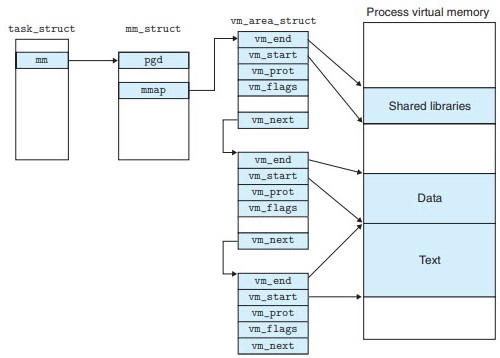 Process virtual memory
task_struct
mm_struct
vm_area_struct
mm
pgd
mmap
vm_end
vm_start
vm_prot
vm_flags
vm_next
vm_end
vm_start
vm_prot
vm_flags
vm_next
vm_end
vm_start
vm_prot
vm_flags
vm_next
Shared libraries
Data
Text